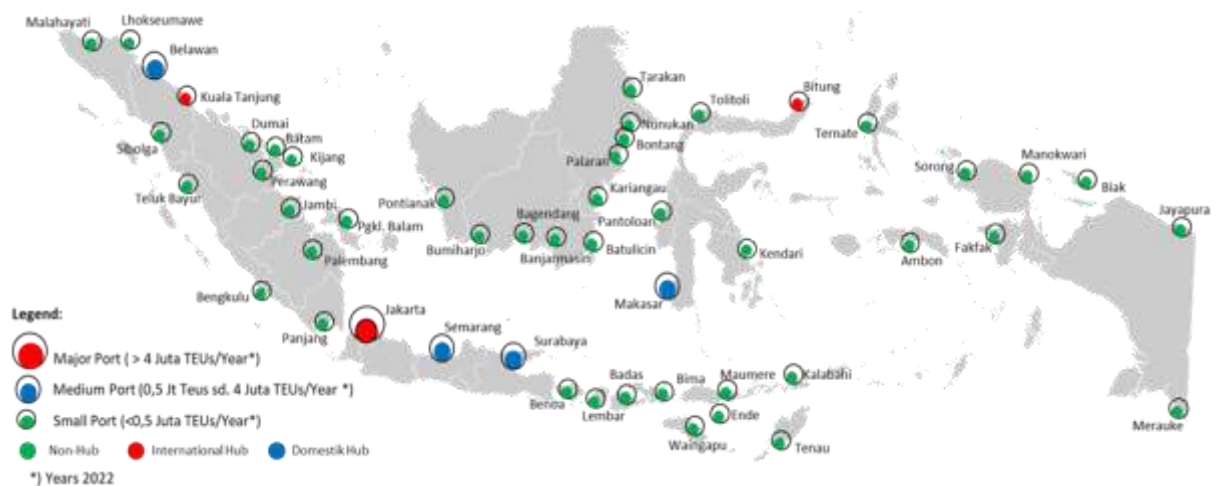 Malahayati
Lhokseumawe
Belawan
Kuala Tanjung
Sibolga
Dumai
Batam
Kijang
Perawang
Teluk Bayur
Jambi
Pgkl. Balam
Palembang
Bengkulu
Panjang
Jakarta
Semarang
Surabaya
Pontianak
Bumiharjo
Bagendang
Banjarmasin
Batulicin
Kariangau
Palaran
Bontang
Nunukan
Tarakan
Tolitoli
Pantoloan
Makasar
Kendari
Bitung
Ternate
Sorong
Manokwari
Biak
Jayapura
Fakfak
Ambon
Merauke
Benoa
Lembar
Badas
Bima
Maumere
Kalabahi
Ende
Waingapu
Tenau
Legend:
Major Port ( > 4 Juta TEUs/Year*)
Medium Port (0,5 Jt Teus sd. 4 Juta TEUs/Year *)
Small Port (<0,5 Juta TEUs/Year*)
Non-Hub International Hub Domestik Hub
*) Years 2022